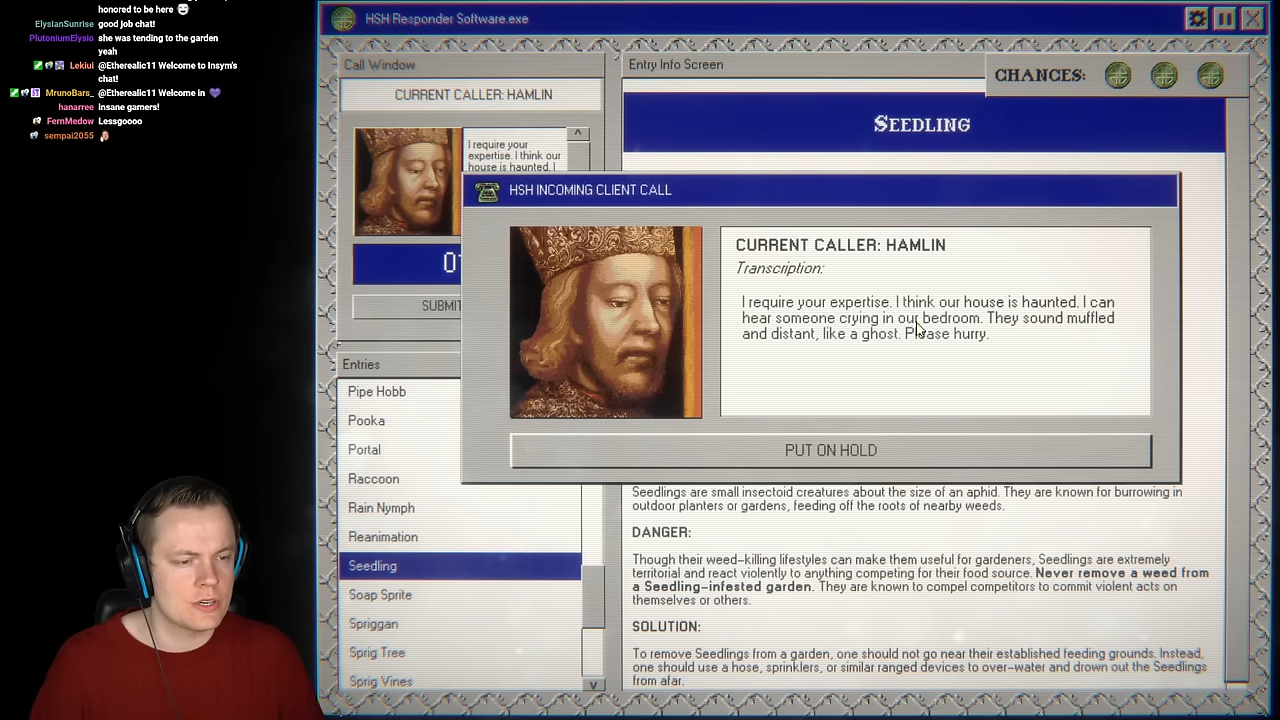 honored to be here
ElysianSunrise good job chat!
PlutoniumElysio she was tending to the garden
yeah
Lekiui @Etherealic11 Welcome to Insym's
chat!
MrunoBars_ @Etherealic11 Welcome in
hanarree insane gamers!
FernMedow Lessgoooo
sempai2055
HSH Responder Software.exe
Call Window
CURRENT CALLER: HAMLIN
I require your
expertise. I think our
house is haunted. I
SUBMIT
Entries
Pipe Hobb
Pooka
Portal
Raccoon
Rain Nymph
Reanimation
Seedling
Soap Sprite
Spriggan
Sprig Tree
Sprig Vines
Entry Info Screen
CHANCES:
SEEDLING
HSH INCOMING CLIENT CALL
CURRENT CALLER: HAMLIN
Transcription:
I require your expertise. I think our house is haunted. I can
hear someone crying in our bedroom. They sound muffled
and distant, like a ghost. Please hurry.
PUT ON HOLD
Seedlings are small insectoid creatures about the size of an aphid. They are known for burrowing in
outdoor planters or gardens, feeding off the roots of nearby weeds.
DANGER:
Though their weed-killing lifestyles can make them useful for gardeners, Seedlings are extremely
territorial and react violently to anything competing for their food source. Never remove a weed from
a Seedling-infested garden. They are known to compel competitors to commit violent acts on
themselves or others.
SOLUTION:
To remove Seedlings from a garden, one should not go near their established feeding grounds. Instead,
one should use a hose, sprinklers, or similar ranged devices to over-water and drown out the Seedlings
from afar.